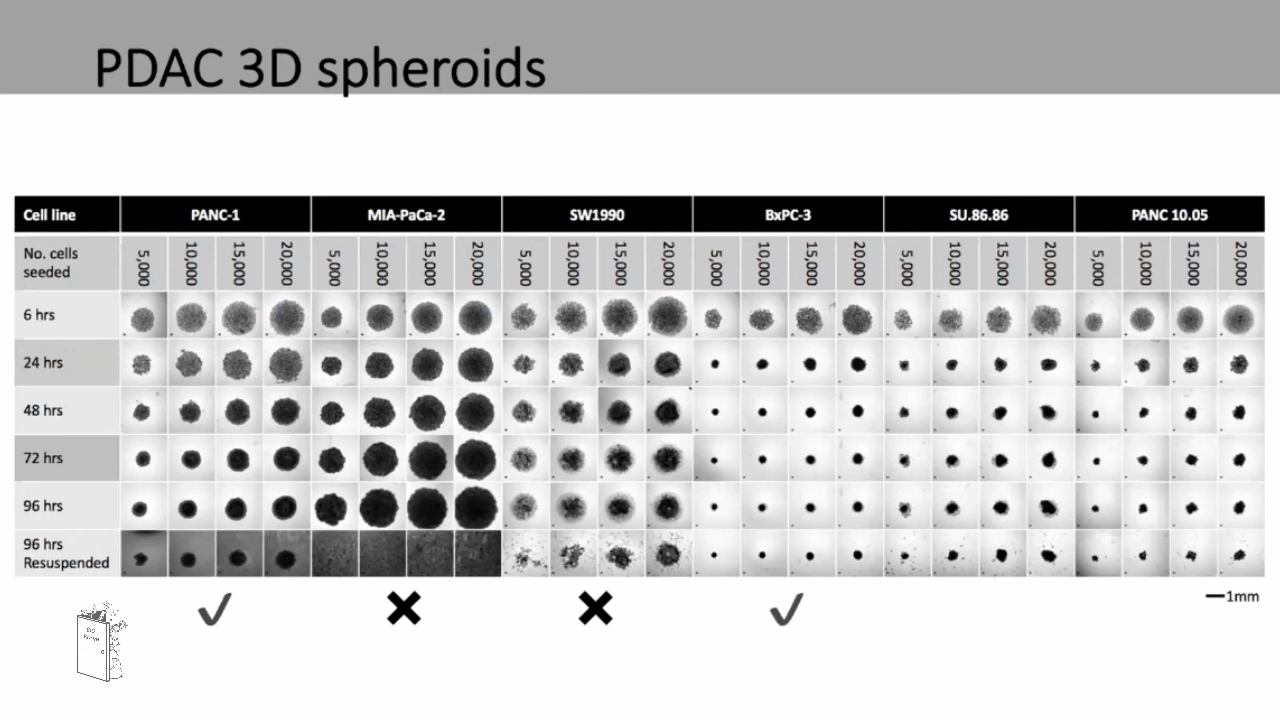 PDAC 3D spheroids
Cell line PANC-1 MIA-PaCa-2 SW1990 BxPC-3 SU.86.86 PANC 10.05
No. cells seeded 5,000 10,000 15,000 20,000 5,000 10,000 15,000 20,000 5,000 10,000 15,000 20,000 5,000 10,000 15,000 20,000 5,000 10,000 15,000 20,000 5,000 10,000 15,000 20,000
6 hrs
24 hrs
48 hrs
72 hrs
96 hrs
96 hrs
Resuspended
1mm